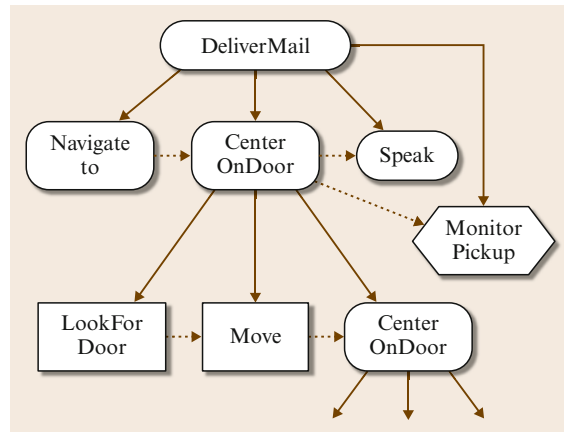 DeliverMail
Navigate
to
Center
OnDoor
Speak
Monitor
Pickup
LookFor
Door
Move
Center
OnDoor